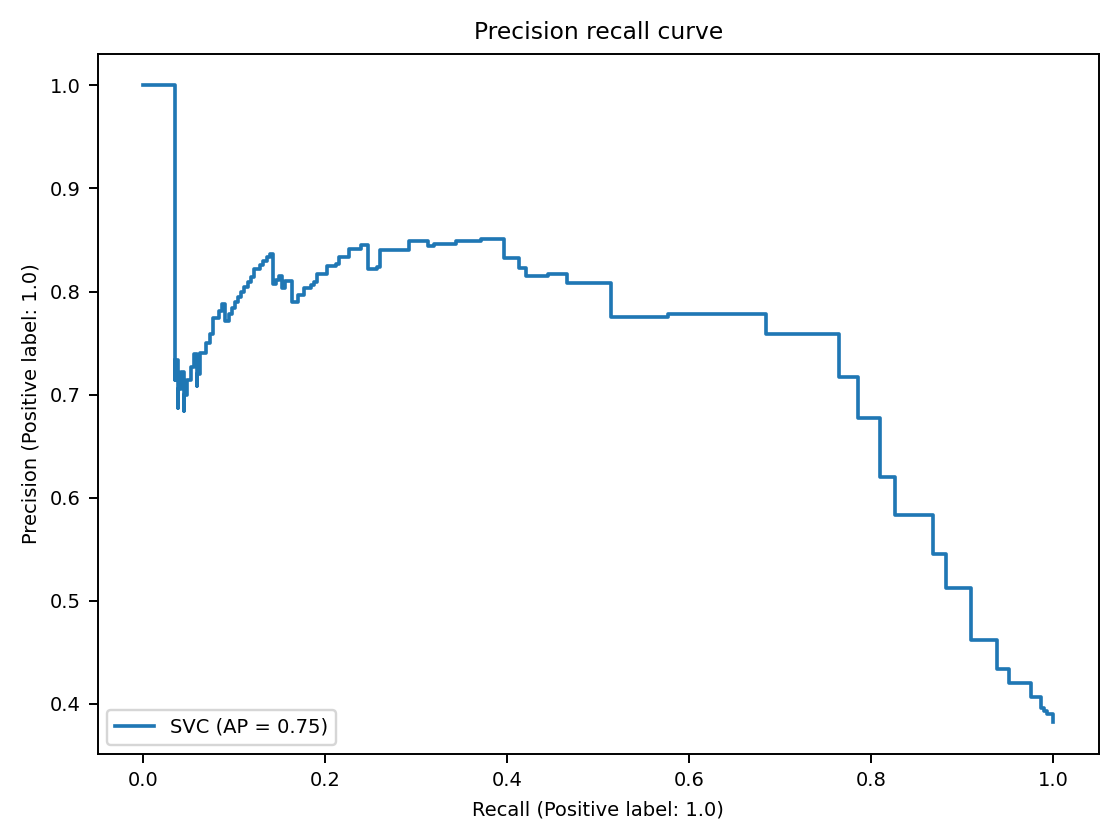 Precision recall curve
Precision (Positive label: 1.0)
1.0
0.9
0.8
0.7
0.6
0.5
0.4
SVC (AP = 0.75)
0.0 0.2 0.4 0.6 0.8 1.0
Recall (Positive label: 1.0)